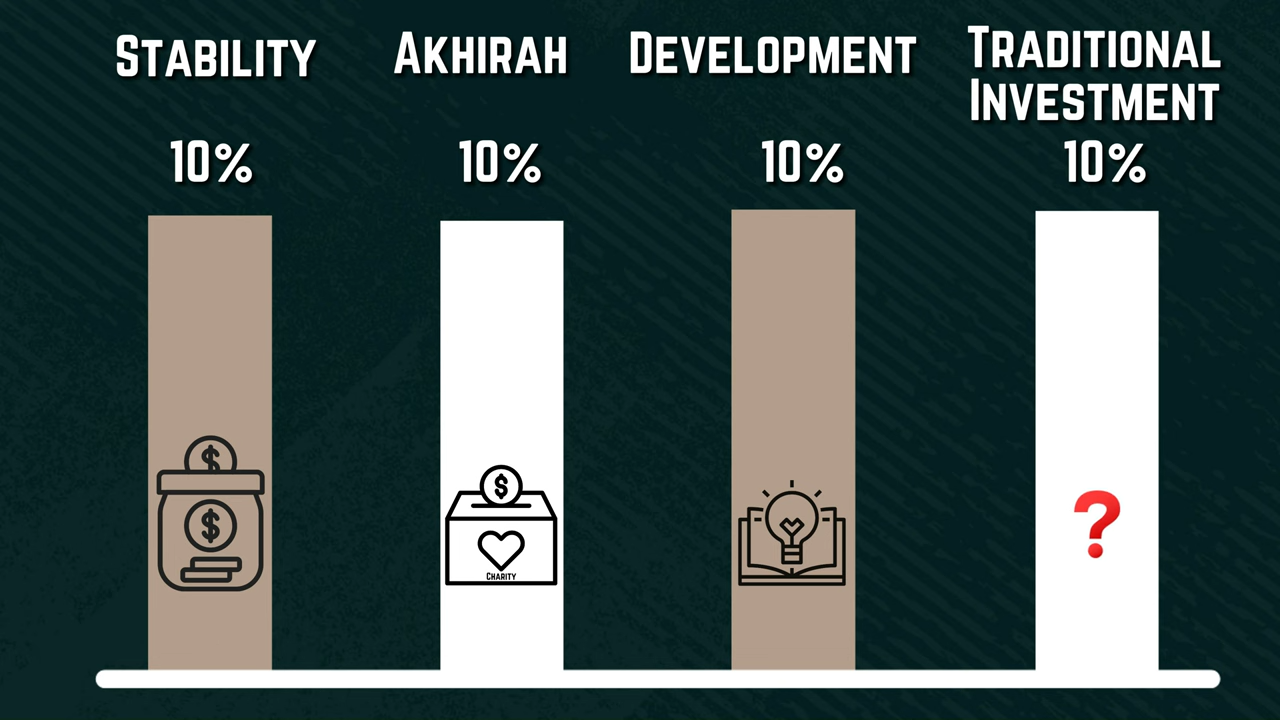 Stability
Akhirah
Development
Traditional
Investment
10%
10%
10%
10%
$
$
$
Charity
?